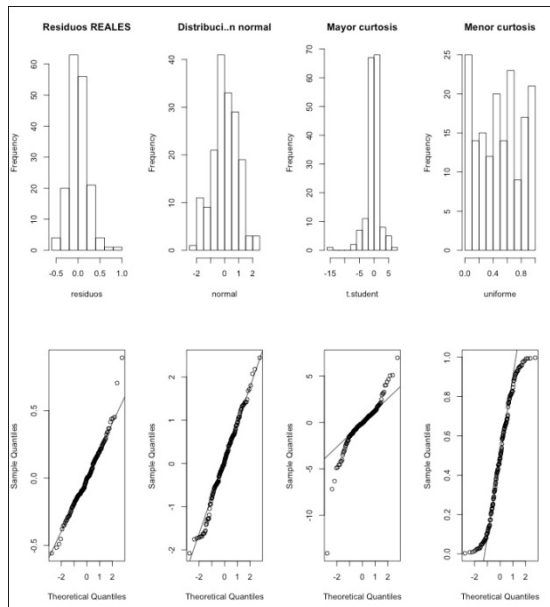 Residuos REALES
Distribuci..n normal
Mayor curtosis
Menor curtosis
Frequency
0 10 20 30 40 50 60
-0.5 0.0 0.5 1.0
residuos
Frequency
0 10 20 30 40
-2 -1 0 1 2
normal
Frequency
0 10 20 30 40 50 60 70
-15 -5 0 5
t.student
Frequency
0 5 10 15 20 25
0.0 0.4 0.8
uniforme
Sample Quantiles
-0.5 0.0 0.5
-2 -1 0 1 2
Theoretical Quantiles
Sample Quantiles
-2 -1 0 1 2
-2 -1 0 1 2
Theoretical Quantiles
Sample Quantiles
-10 -5 0 5
-2 0 1 2
Theoretical Quantiles
Sample Quantiles
0.0 0.2 0.4 0.6 0.8 1.0
-2 0 1 2
Theoretical Quantiles